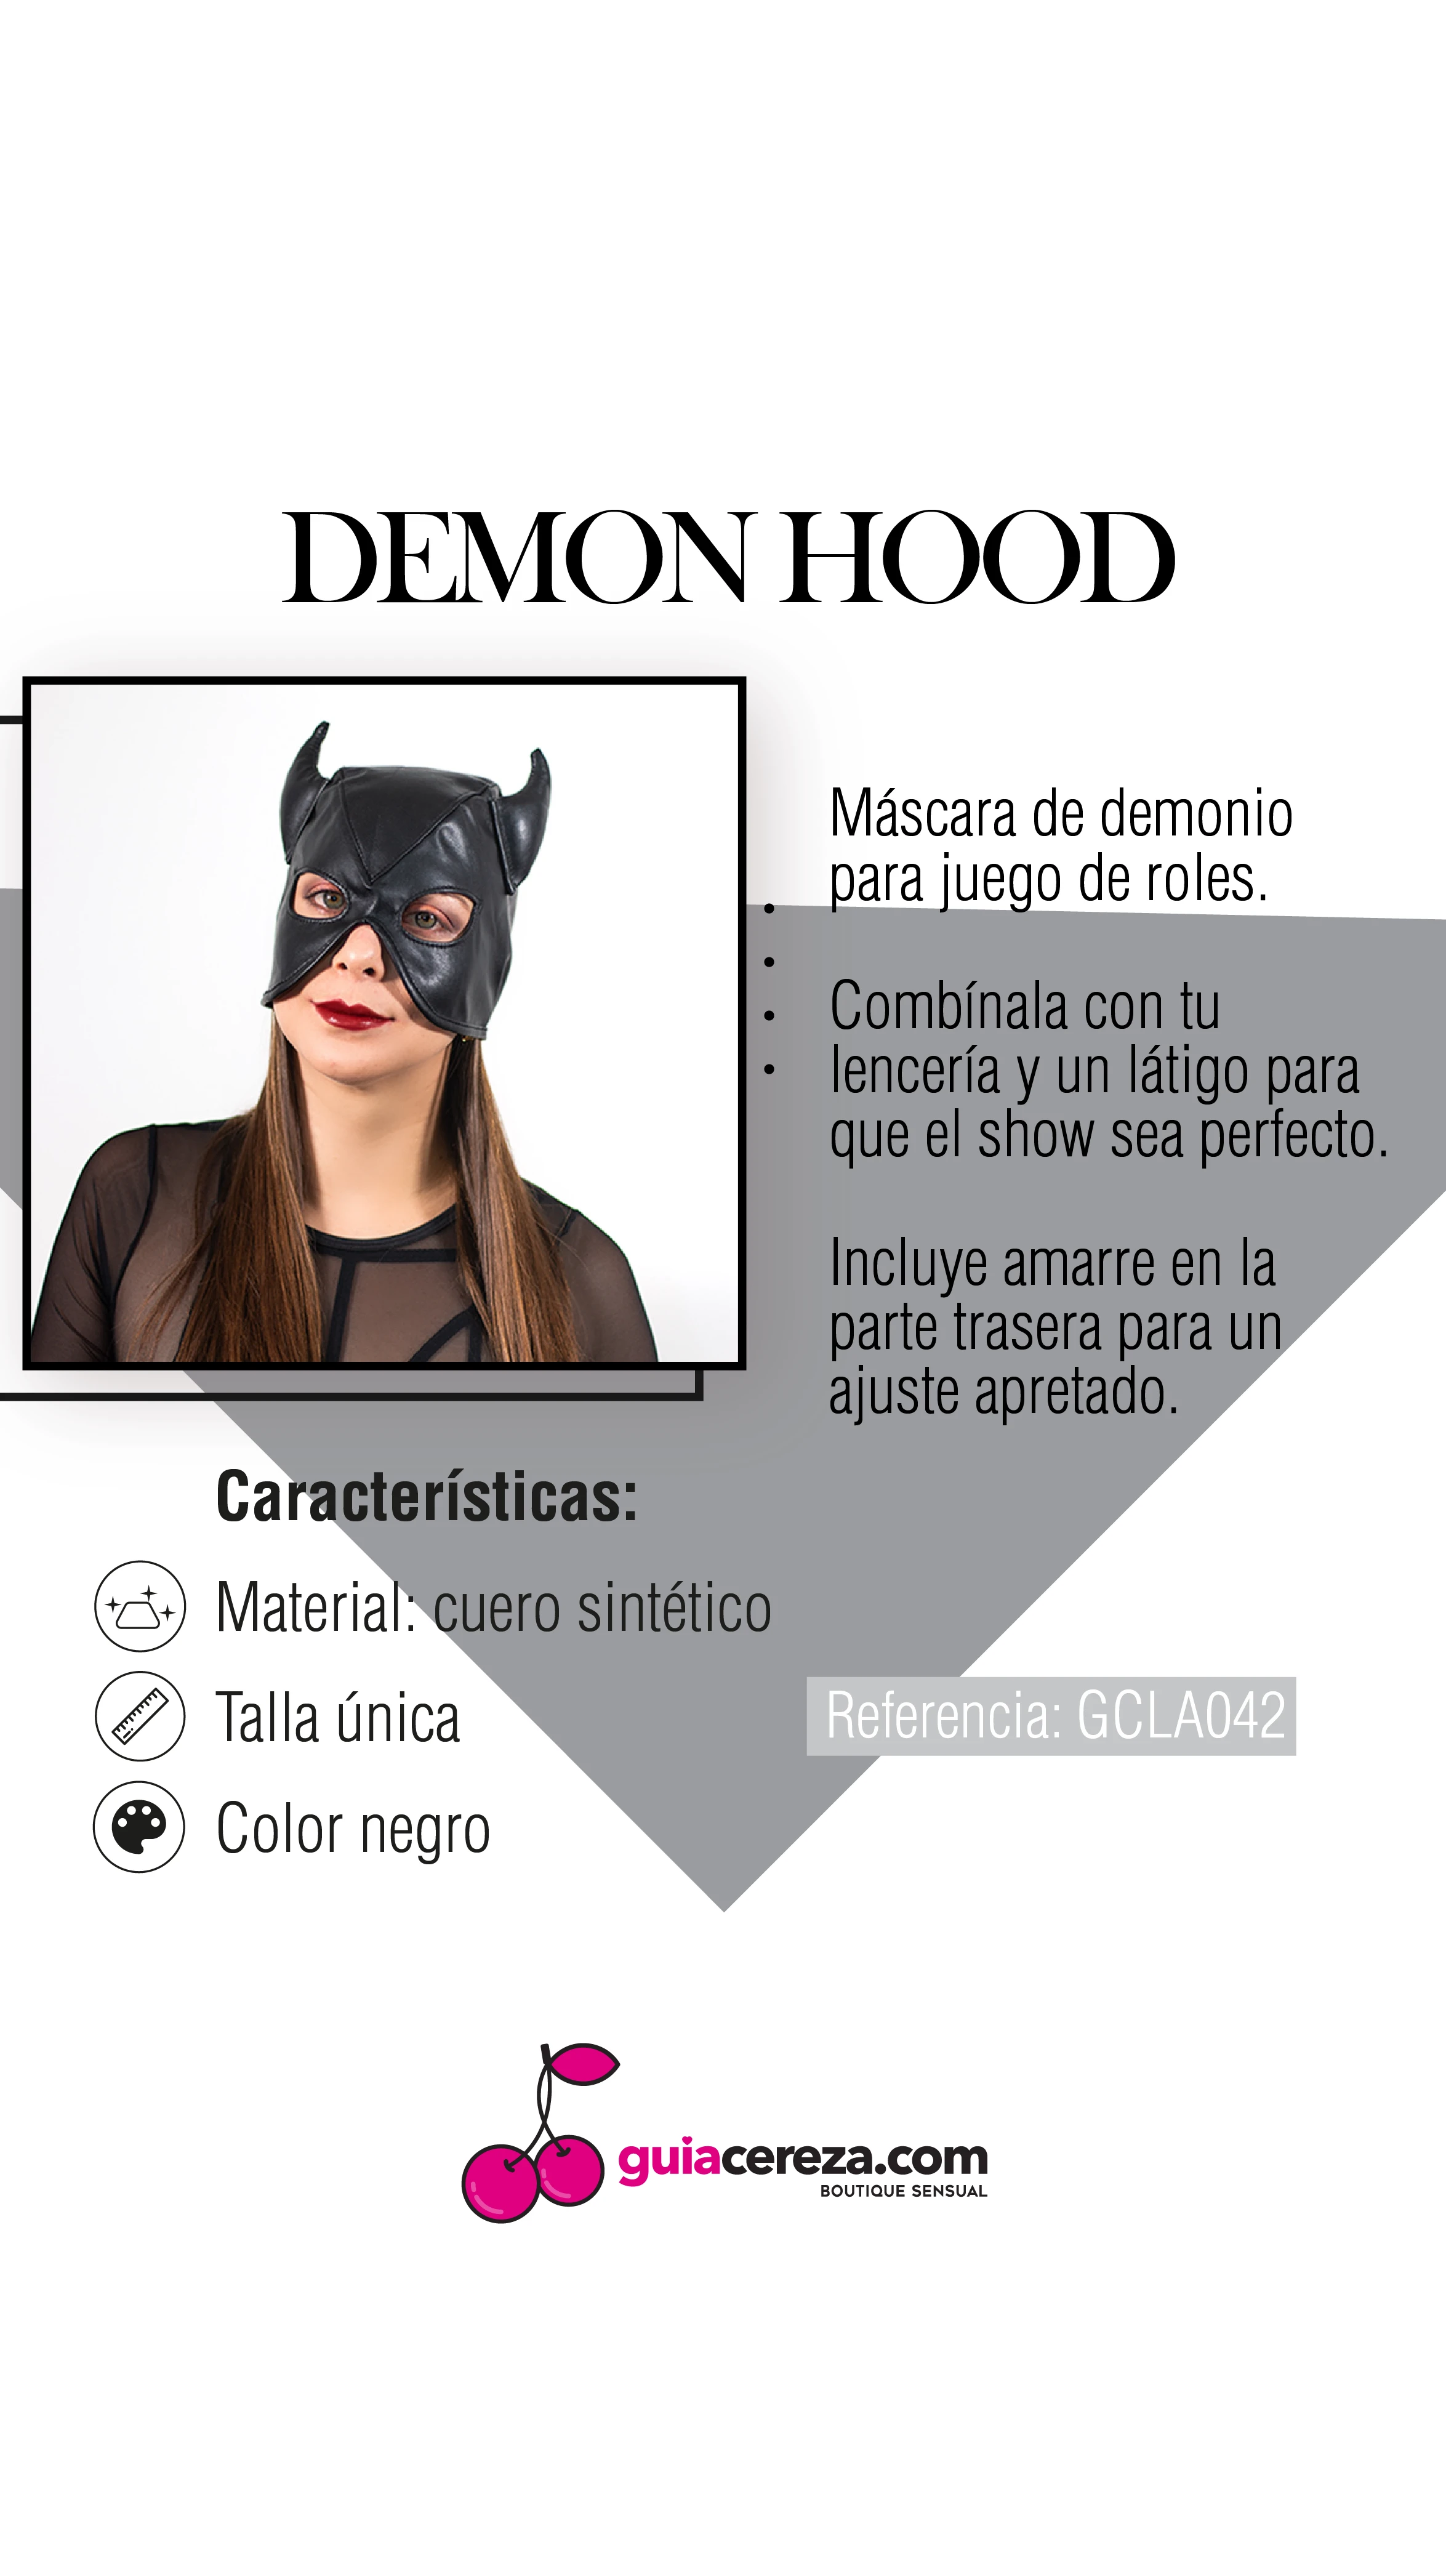 DEMON HOOD
Máscara de demonio
para juego de roles.
Combínala con tu
lencería y un látigo para
que el show sea perfecto.
Incluye amarre en la
parte trasera para un
ajuste apretado.
Características:
Material: cuero sintético
Talla única
Color negro
Referencia: GCLA042
guiacereza.com
BOUTIQUE SENSUAL